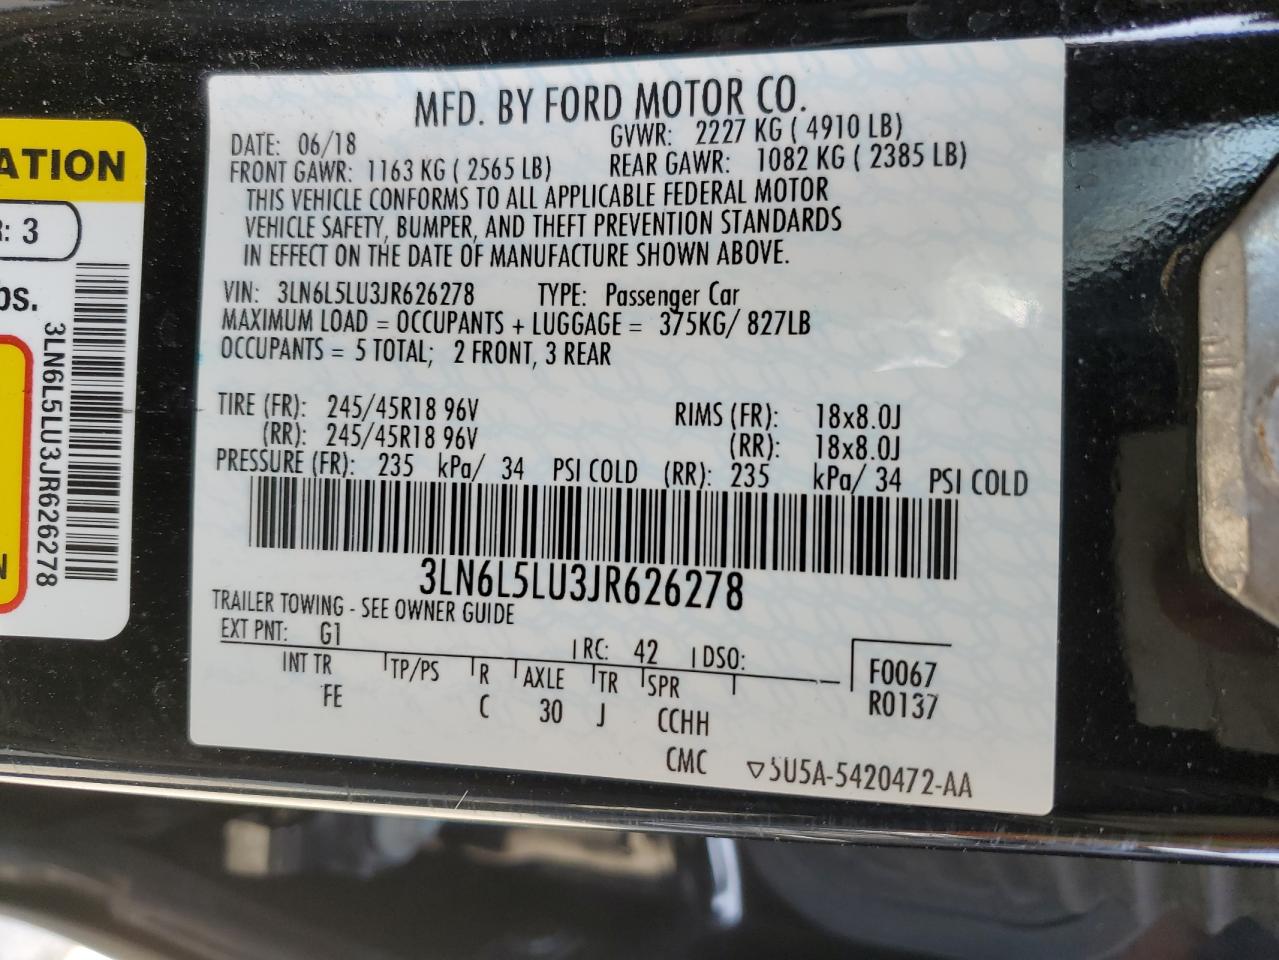 ATION
R: 3
bs.
3LN6L5LU3JR626278
N
MFD. BY FORD MOTOR CO.
DATE: 06/18 GVWR: 2227 KG ( 4910 LB)
FRONT GAWR: 1163 KG ( 2565 LB) REAR GAWR: 1082 KG ( 2385 LB)
THIS VEHICLE CONFORMS TO ALL APPLICABLE FEDERAL MOTOR
VEHICLE SAFETY, BUMPER, AND THEFT PREVENTION STANDARDS
IN EFFECT ON THE DATE OF MANUFACTURE SHOWN ABOVE.
VIN: 3LN6L5LU3JR626278 TYPE: Passenger Car
MAXIMUM LOAD = OCCUPANTS + LUGGAGE = 375KG/ 827LB
OCCUPANTS = 5 TOTAL; 2 FRONT, 3 REAR
TIRE (FR): 245/45R18 96V RIMS (FR): 18x8.0J
(RR): 245/45R18 96V (RR): 18x8.0J
PRESSURE (FR): 235 kPa/ 34 PSI COLD (RR): 235 kPa/ 34 PSI COLD
3LN6L5LU3JR626278
TRAILER TOWING - SEE OWNER GUIDE
EXT PNT: G1 RC: 42 DSO:
INT TR TP/PS R AXLE TR SPR F0067
FE C 30 J CCHH R0137
CMC 5U5A-5420472-AA